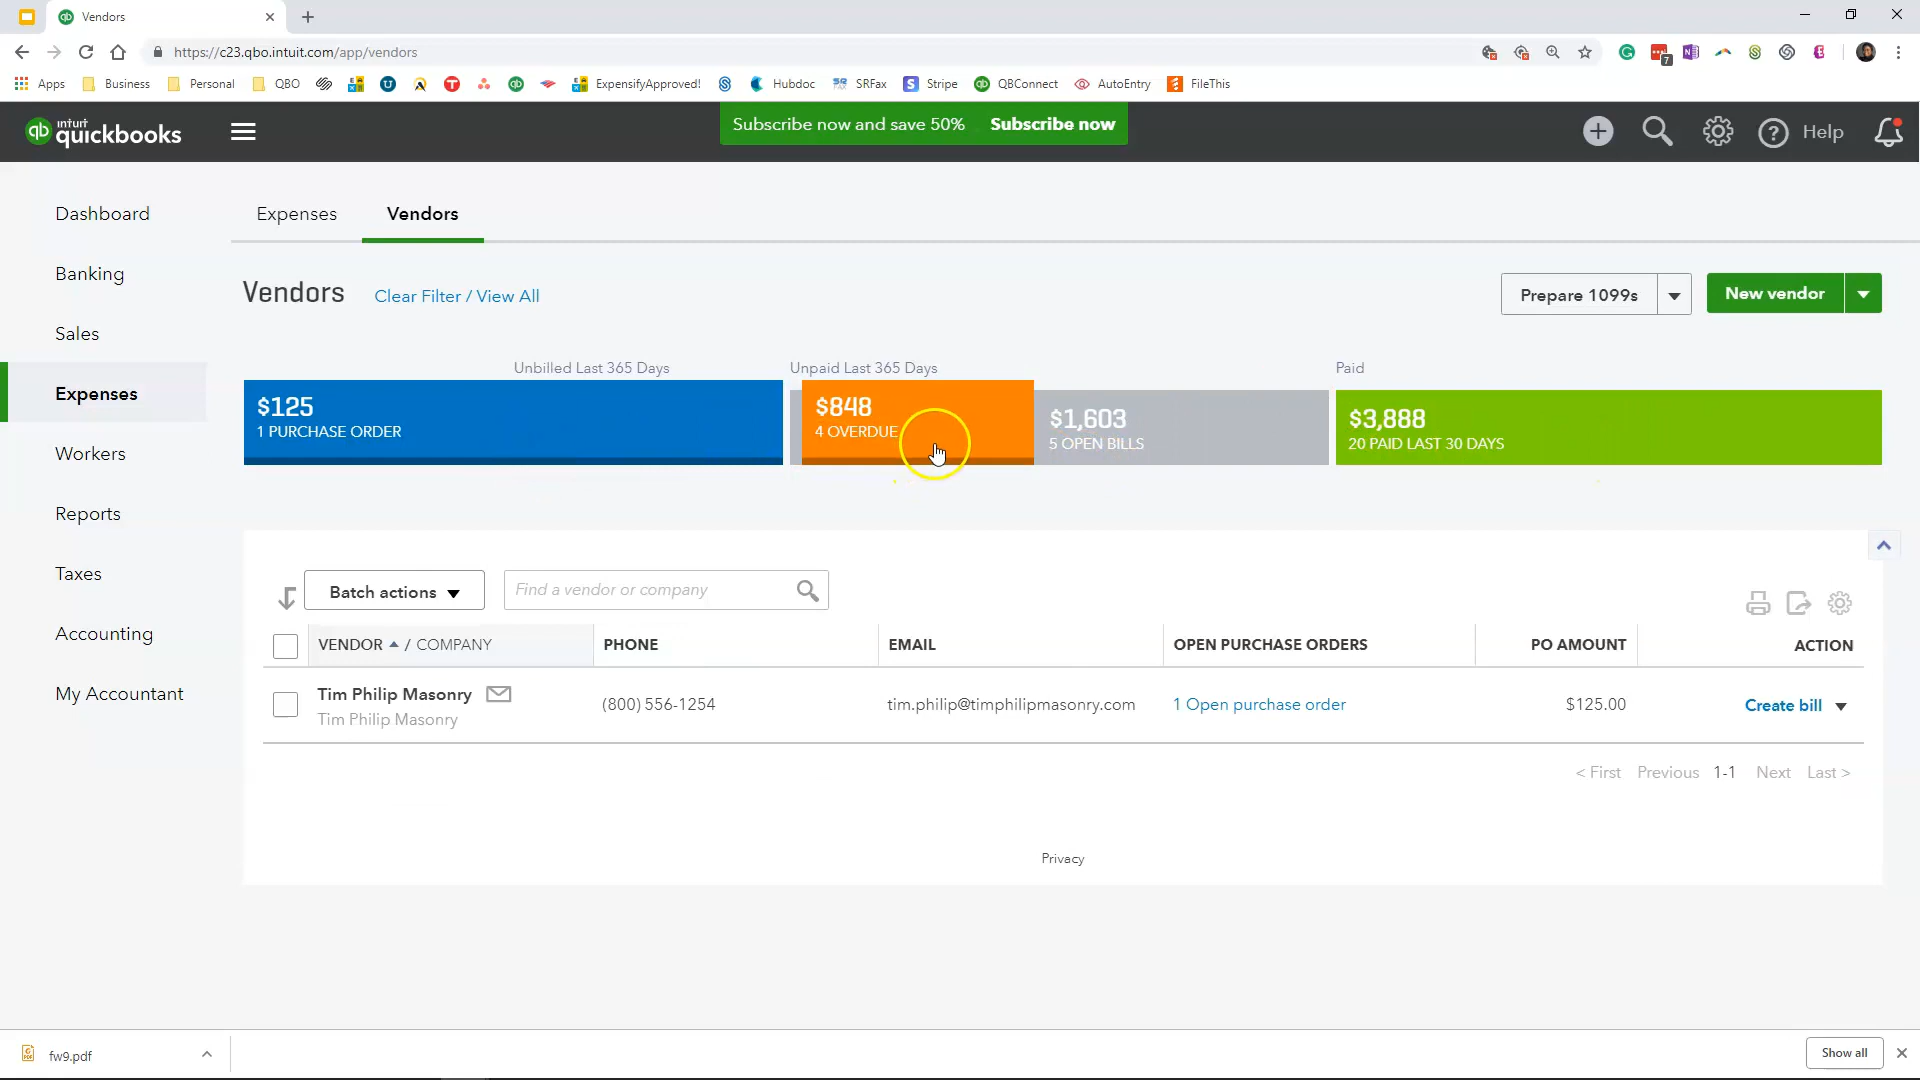 Vendors
https://c23.qbo.intuit.com/app/vendors
7
Apps Business Personal QBO ExpensifyApproved! Hubdoc SRFax Stripe QBConnect AutoEntry FileThis
intuit quickbooks
Subscribe now and save 50% Subscribe now
Help
Dashboard
Banking
Sales
Expenses
Workers
Reports
Taxes
Accounting
My Accountant
Expenses Vendors
Vendors Clear Filter / View All
Prepare 1099s New vendor
Unbilled Last 365 Days Unpaid Last 365 Days Paid
$125
1 PURCHASE ORDER
$848
4 OVERDUE
$1,603
5 OPEN BILLS
$3,888
20 PAID LAST 30 DAYS
Batch actions Find a vendor or company
VENDOR / COMPANY PHONE EMAIL OPEN PURCHASE ORDERS PO AMOUNT ACTION
Tim Philip Masonry (800) 556-1254 tim.philip@timphilipmasonry.com 1 Open purchase order $125.00 Create bill
Tim Philip Masonry
< First Previous 1-1 Next Last >
Privacy
fw9.pdf Show all